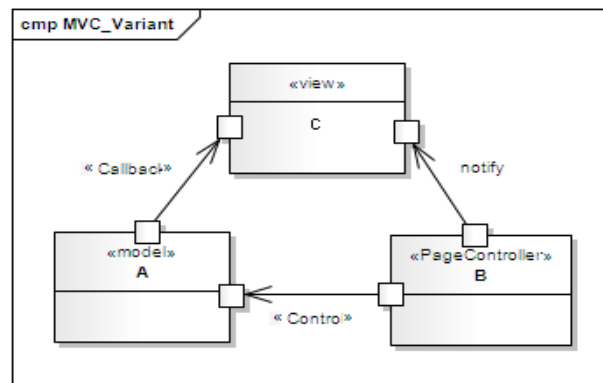 cmp MVC_Variant
«view»
C
« Callback»
notify
«model»
A
«PageController»
B
« Control»